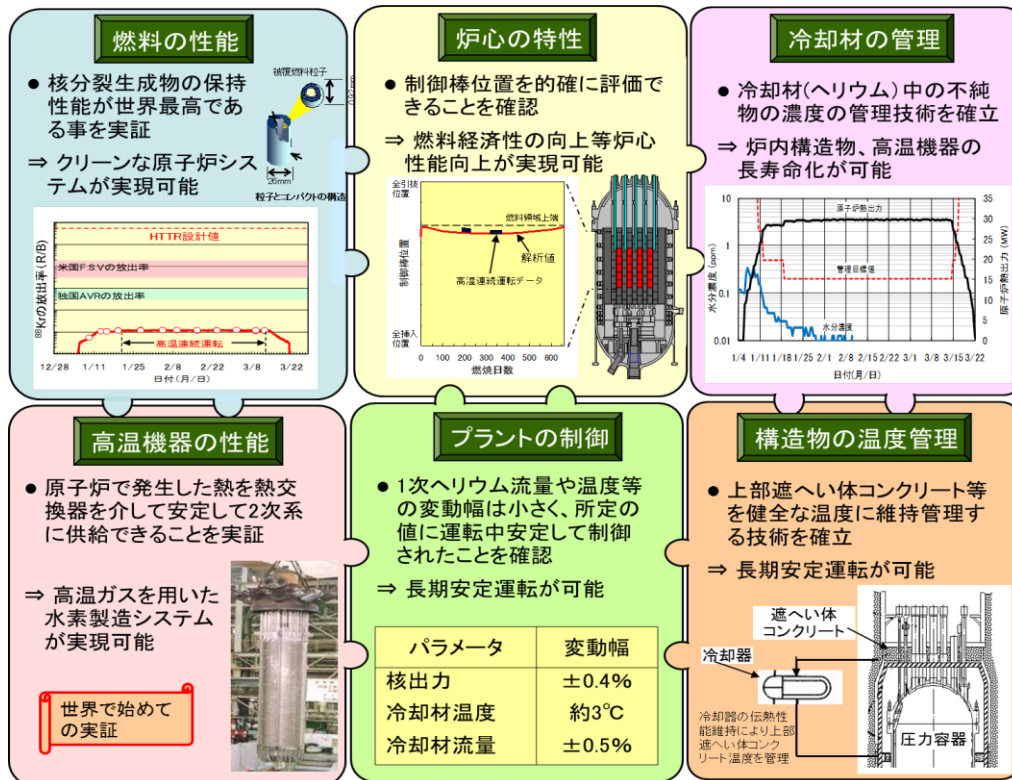 燃料の性能
● 核分裂生成物の保持
性能が世界最高であ
る事を実証
⇒ クリーンな原子炉シス
テムが実現可能
被覆燃料粒子
0.92mm
26mm
粒子とコンパクトの構造
HTTR設計値
米国F.S.Vの放出率
独国AVRの放出率
高温連続運転
⁸⁸Krの放出率(R/B)
12/28 1/11 1/25 2/8 2/22 3/8 3/22
日付(月/日)
炉心の特性
● 制御棒位置を的確に評価で
きることを確認
⇒ 燃料経済性の向上等炉心
性能向上が実現可能
全引抜
位置
燃料領域上端
解析値
高温連続運転データ
制御棒位置
全挿入
位置
0 200 400 600
燃焼日数
冷却材の管理
● 冷却材(ヘリウム)中の不純
物の濃度の管理技術を確立
⇒ 炉内構造物、高温機器の
長寿命化が可能
原子炉熱出力
管理目標値
水分濃度
水分濃度 (ppm)
10
1
0.1
0.01
原子炉熱出力 (MW)
35
30
25
20
15
10
5
0
1/4 1/11 1/18 1/25 2/1 2/8 2/15 2/22 3/1 3/8 3/15 3/22
日付(月/日)
高温機器の性能
● 原子炉で発生した熱を熱交
換器を介して安定して2次系
に供給できることを実証
⇒ 高温ガスを用いた
水素製造システム
が実現可能
世界で始めて
の実証
プラントの制御
● 1次ヘリウム流量や温度等
の変動幅は小さく、所定の
値に運転中安定して制御
されたことを確認
⇒ 長期安定運転が可能
パラメータ 変動幅
核出力 ±0.4%
冷却材温度 約3℃
冷却材流量 ±0.5%
構造物の温度管理
● 上部遮へい体コンクリート等
を健全な温度に維持管理す
る技術を確立
⇒ 長期安定運転が可能
遮へい体
コンクリート
冷却器
冷却器の伝熱性
能維持により上部
遮へい体コンク
リート温度を管理
圧力容器